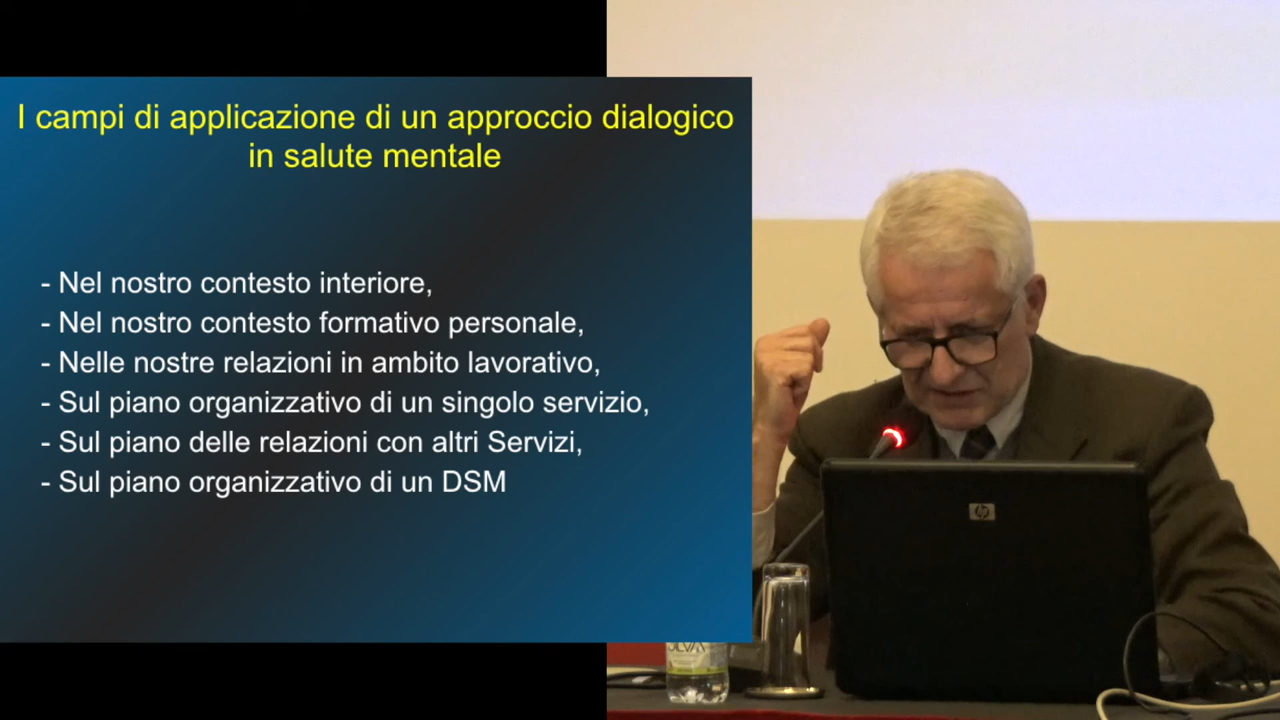 I campi di applicazione di un approccio dialogico
in salute mentale
- Nel nostro contesto interiore,
- Nel nostro contesto formativo personale,
- Nelle nostre relazioni in ambito lavorativo,
- Sul piano organizzativo di un singolo servizio,
- Sul piano delle relazioni con altri Servizi,
- Sul piano organizzativo di un DSM
hp